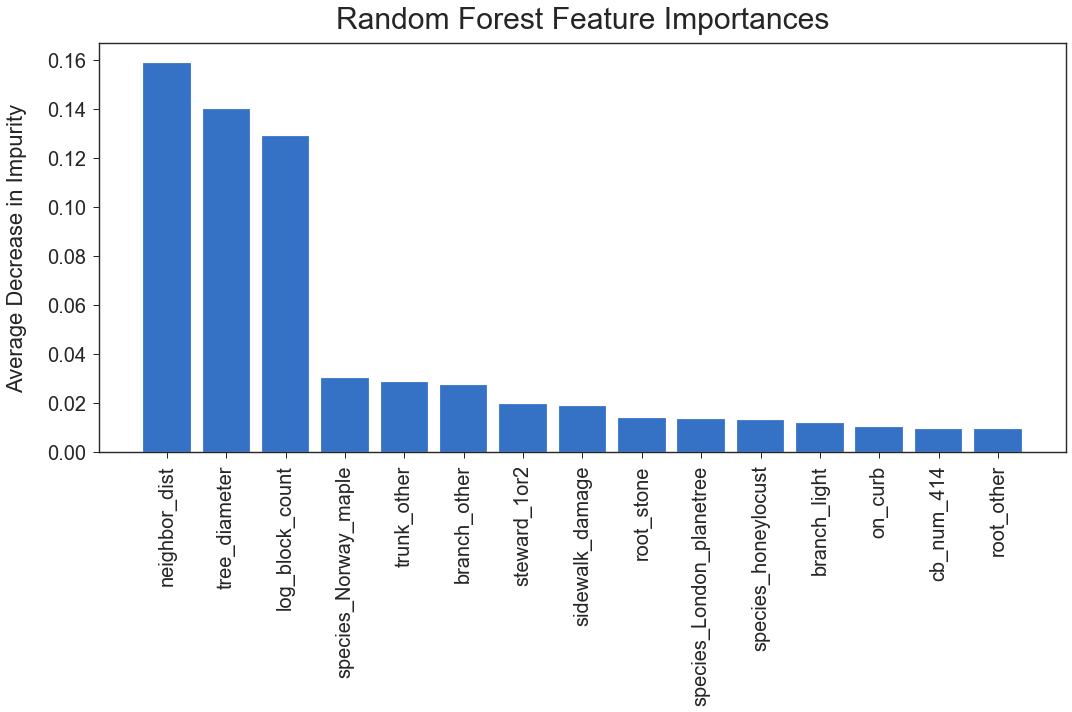 Random Forest Feature Importances
Average Decrease in Impurity
0.16
0.14
0.12
0.10
0.08
0.06
0.04
0.02
0.00
neighbor_dist
tree_diameter
log_block_count
species_Norway_maple
trunk_other
branch_other
steward_1or2
sidewalk_damage
root_stone
species_London_planetree
species_honeylocust
branch_light
on_curb
cb_num_414
root_other